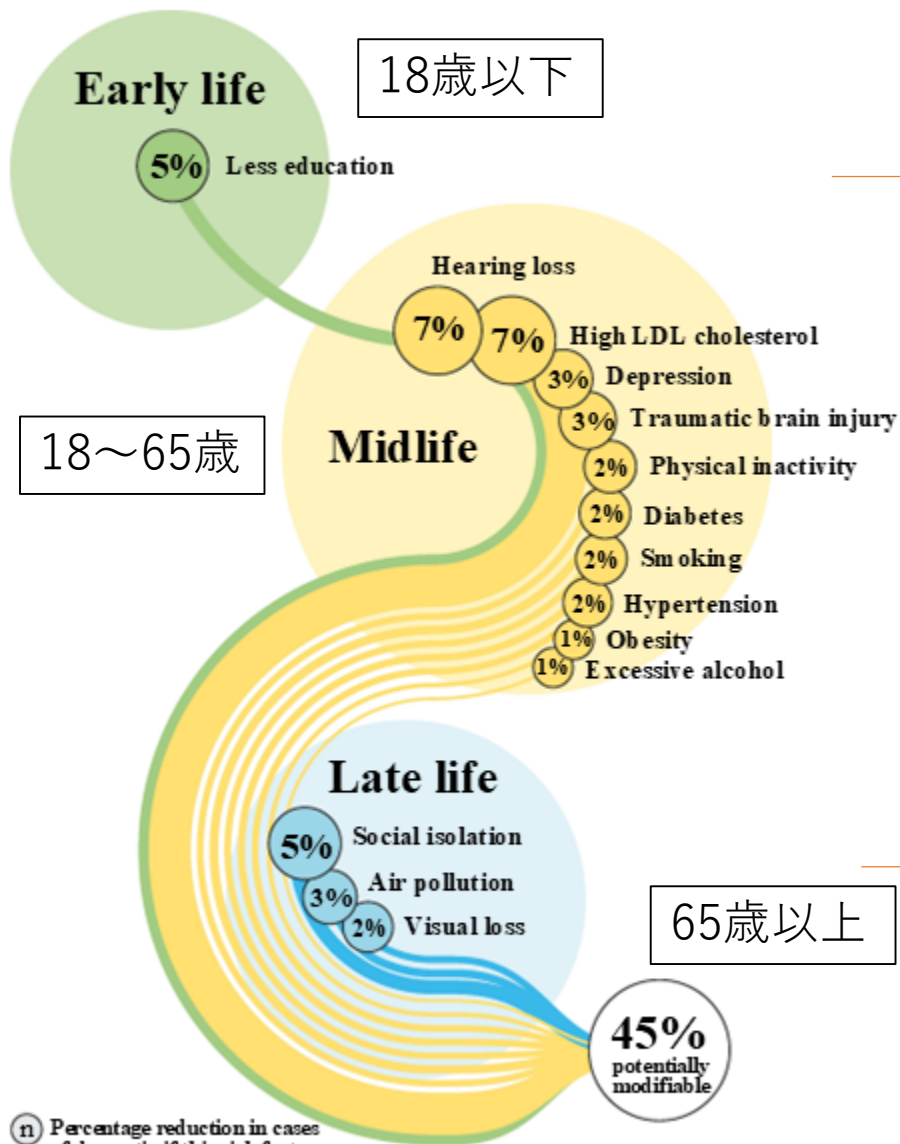 Early life
18歳以下
5%
Less education
Hearing loss
7%
7%
High LDL cholesterol
3%
Depression
3%
Traumatic brain injury
18～65歳
Midlife
2%
Physical inactivity
2%
Diabetes
2%
Smoking
2%
Hypertension
1%
Obesity
1%
Excessive alcohol
Late life
5%
Social isolation
3%
Air pollution
2%
Visual loss
65歳以上
45%
potentially
modifiable
n Percentage reduction in cases